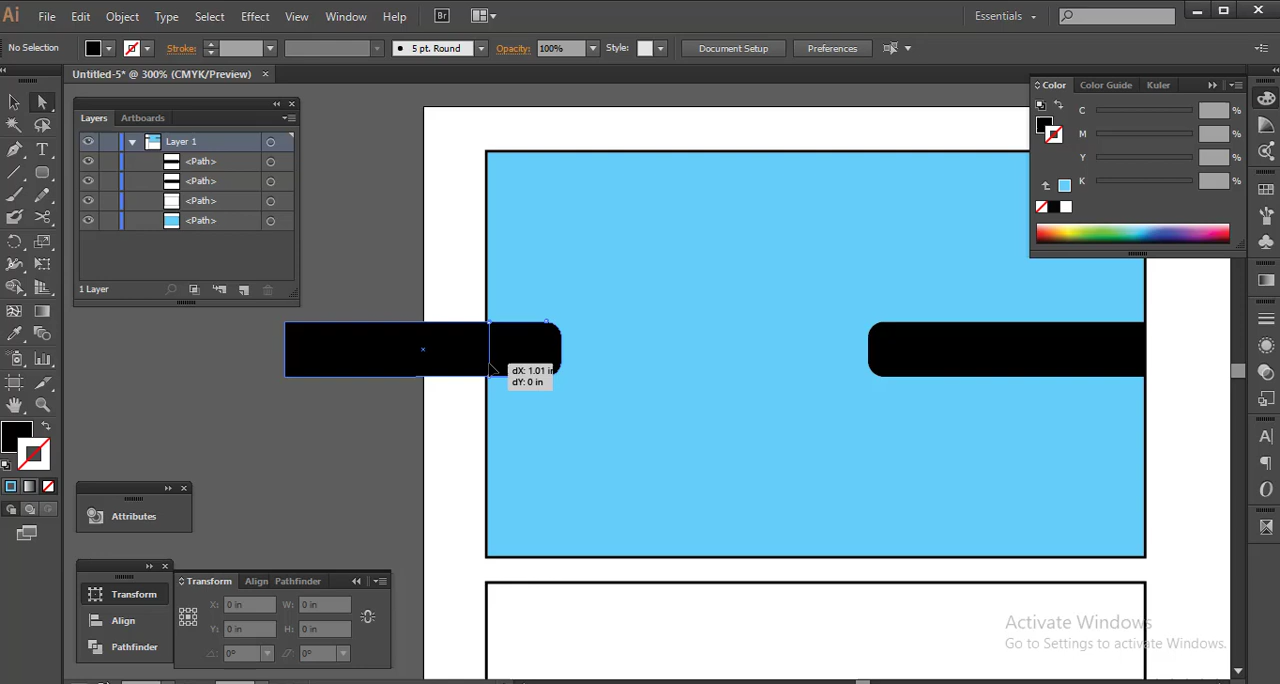 Ai File Edit Object Type Select Effect View Window Help Br Essentials
No Selection Stroke: 5 pt. Round Opacity: 100% Style: Document Setup Preferences
Untitled-5* @ 300% (CMYK/Preview)
Layers Artboards
Layer 1
<Path>
<Path>
<Path>
<Path>
1 Layer
Color Color Guide Kuler
C %
M %
Y %
K %
dX: 1.01 in
dY: 0 in
Attributes
Transform
Align
Pathfinder
Transform Align Pathfinder
X: 0 in W: 0 in
Y: 0 in H: 0 in
0° 0°
Activate Windows
Go to Settings to activate Windows.